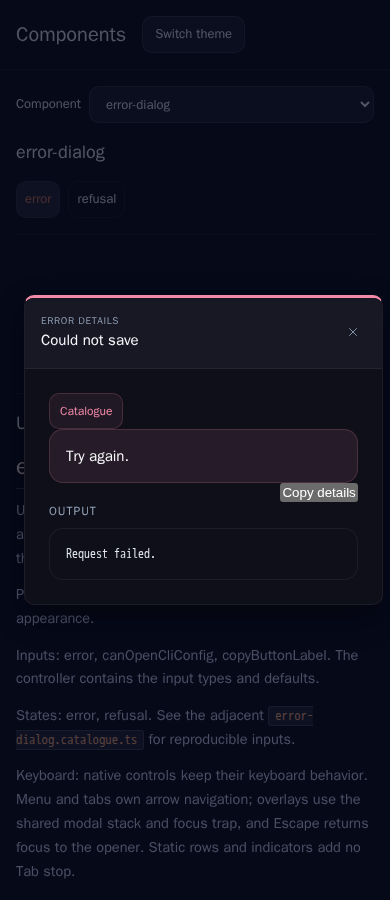 Components
Switch theme
Component
error-dialog
error-dialog
error
refusal
ERROR DETAILS
Could not save
Catalogue
Try again.
Copy details
OUTPUT
Request failed.
appearance.
Inputs: error, canOpenCliConfig, copyButtonLabel. The
controller contains the input types and defaults.
States: error, refusal. See the adjacent error-
dialog.catalogue.ts for reproducible inputs.
Keyboard: native controls keep their keyboard behavior.
Menu and tabs own arrow navigation; overlays use the
shared modal stack and focus trap, and Escape returns
focus to the opener. Static rows and indicators add no
Tab stop.